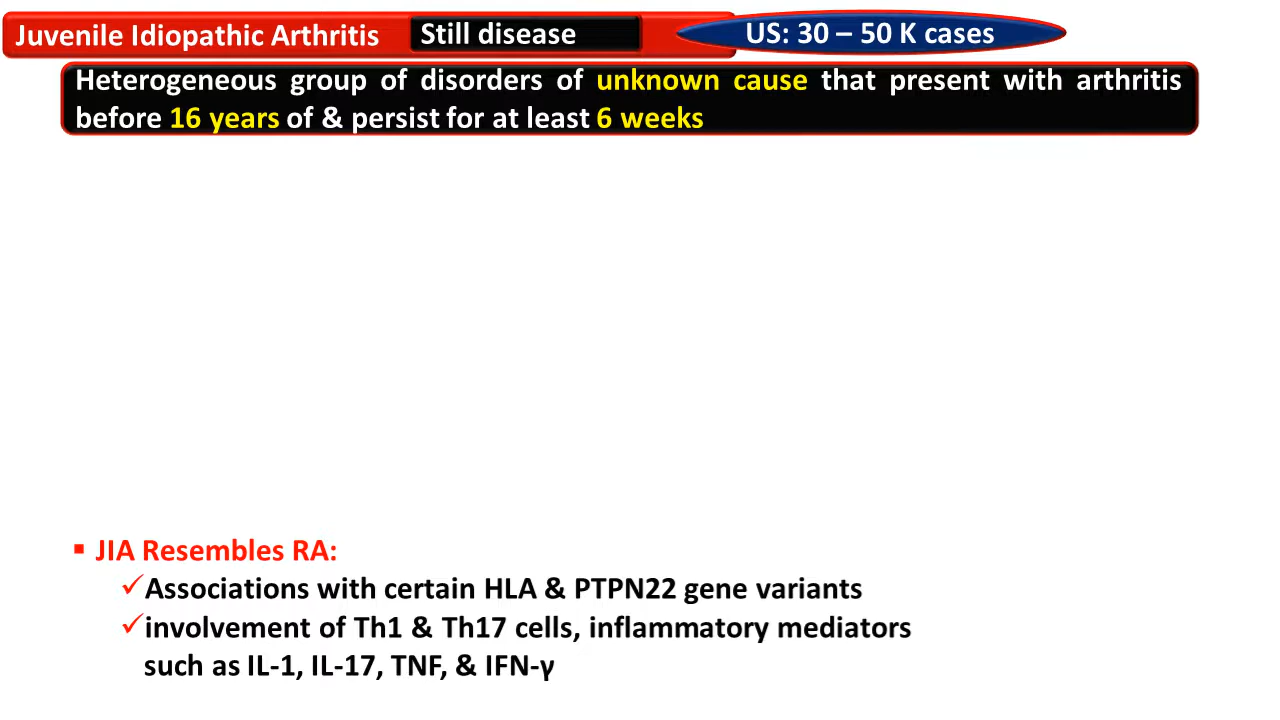 Juvenile Idiopathic Arthritis
Still disease
US: 30 – 50 K cases
Heterogeneous group of disorders of unknown cause that present with arthritis
before 16 years of & persist for at least 6 weeks
▪ JIA Resembles RA:
✓Associations with certain HLA & PTPN22 gene variants
✓involvement of Th1 & Th17 cells, inflammatory mediators
such as IL-1, IL-17, TNF, & IFN-γ